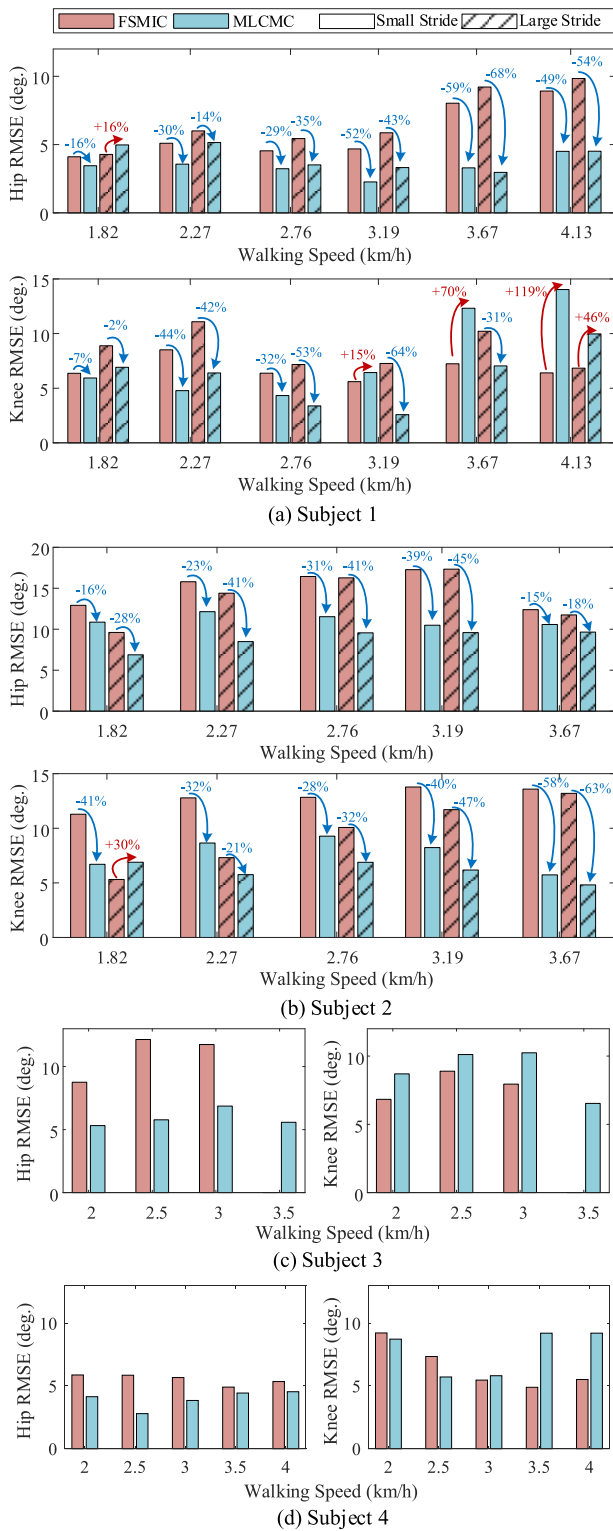 FSMIC MLCMC Small Stride Large Stride
Hip RMSE (deg.)
10
5
0
-16% +16% -30% -14% -29% -35% -52% -43% -59% -68% -49% -54%
1.82 2.27 2.76 3.19 3.67 4.13
Walking Speed (km/h)
Knee RMSE (deg.)
15
10
5
0
-7% -2% -44% -42% -32% -53% +15% -64% +70% -31% +119% +46%
1.82 2.27 2.76 3.19 3.67 4.13
Walking Speed (km/h)
(a) Subject 1
Hip RMSE (deg.)
20
15
10
5
0
-16% -28% -23% -41% -31% -41% -39% -45% -15% -18%
1.82 2.27 2.76 3.19 3.67
Walking Speed (km/h)
Knee RMSE (deg.)
15
10
5
0
-41% +30% -32% -21% -28% -32% -40% -47% -58% -63%
1.82 2.27 2.76 3.19 3.67
Walking Speed (km/h)
(b) Subject 2
Hip RMSE (deg.)
10
5
0
2 2.5 3 3.5
Knee RMSE (deg.)
10
5
0
2 2.5 3 3.5
Walking Speed (km/h)
(c) Subject 3
Hip RMSE (deg.)
10
5
0
2 2.5 3 3.5 4
Knee RMSE (deg.)
10
5
0
2 2.5 3 3.5 4
Walking Speed (km/h)
(d) Subject 4